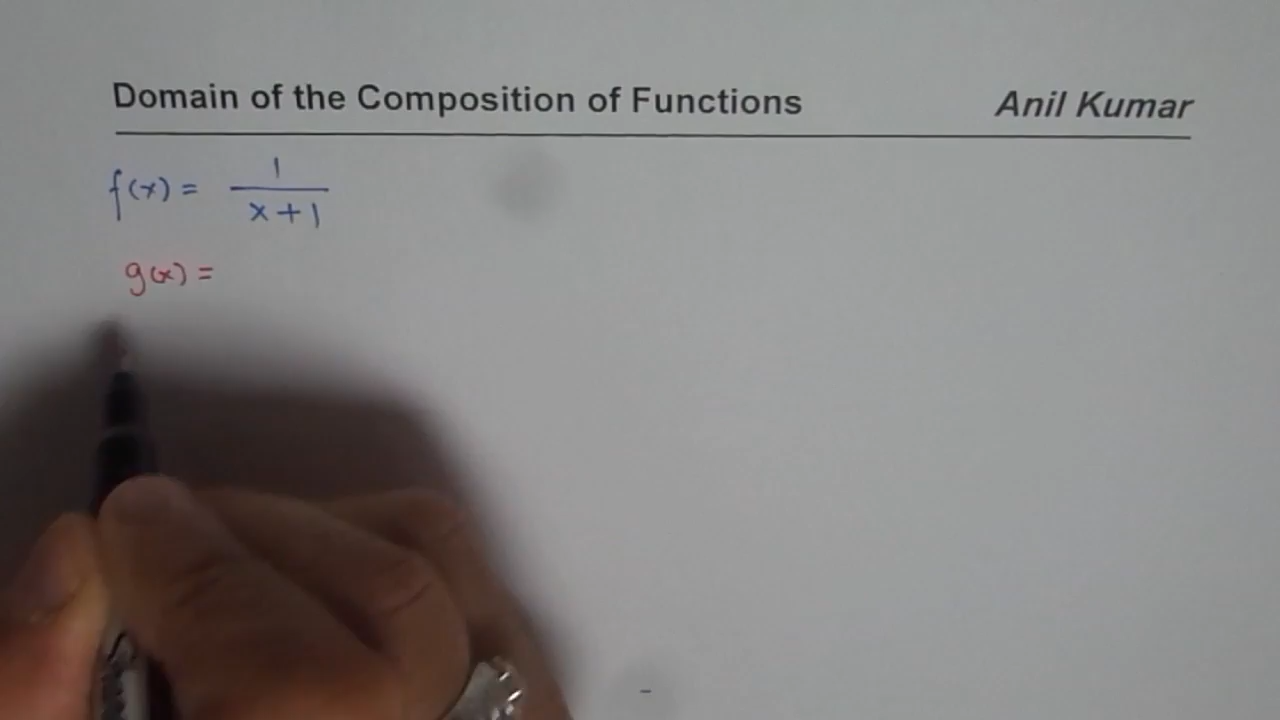 Domain of the Composition of Functions Anil Kumar
f(x) = 1/(x+1)
g(x) =